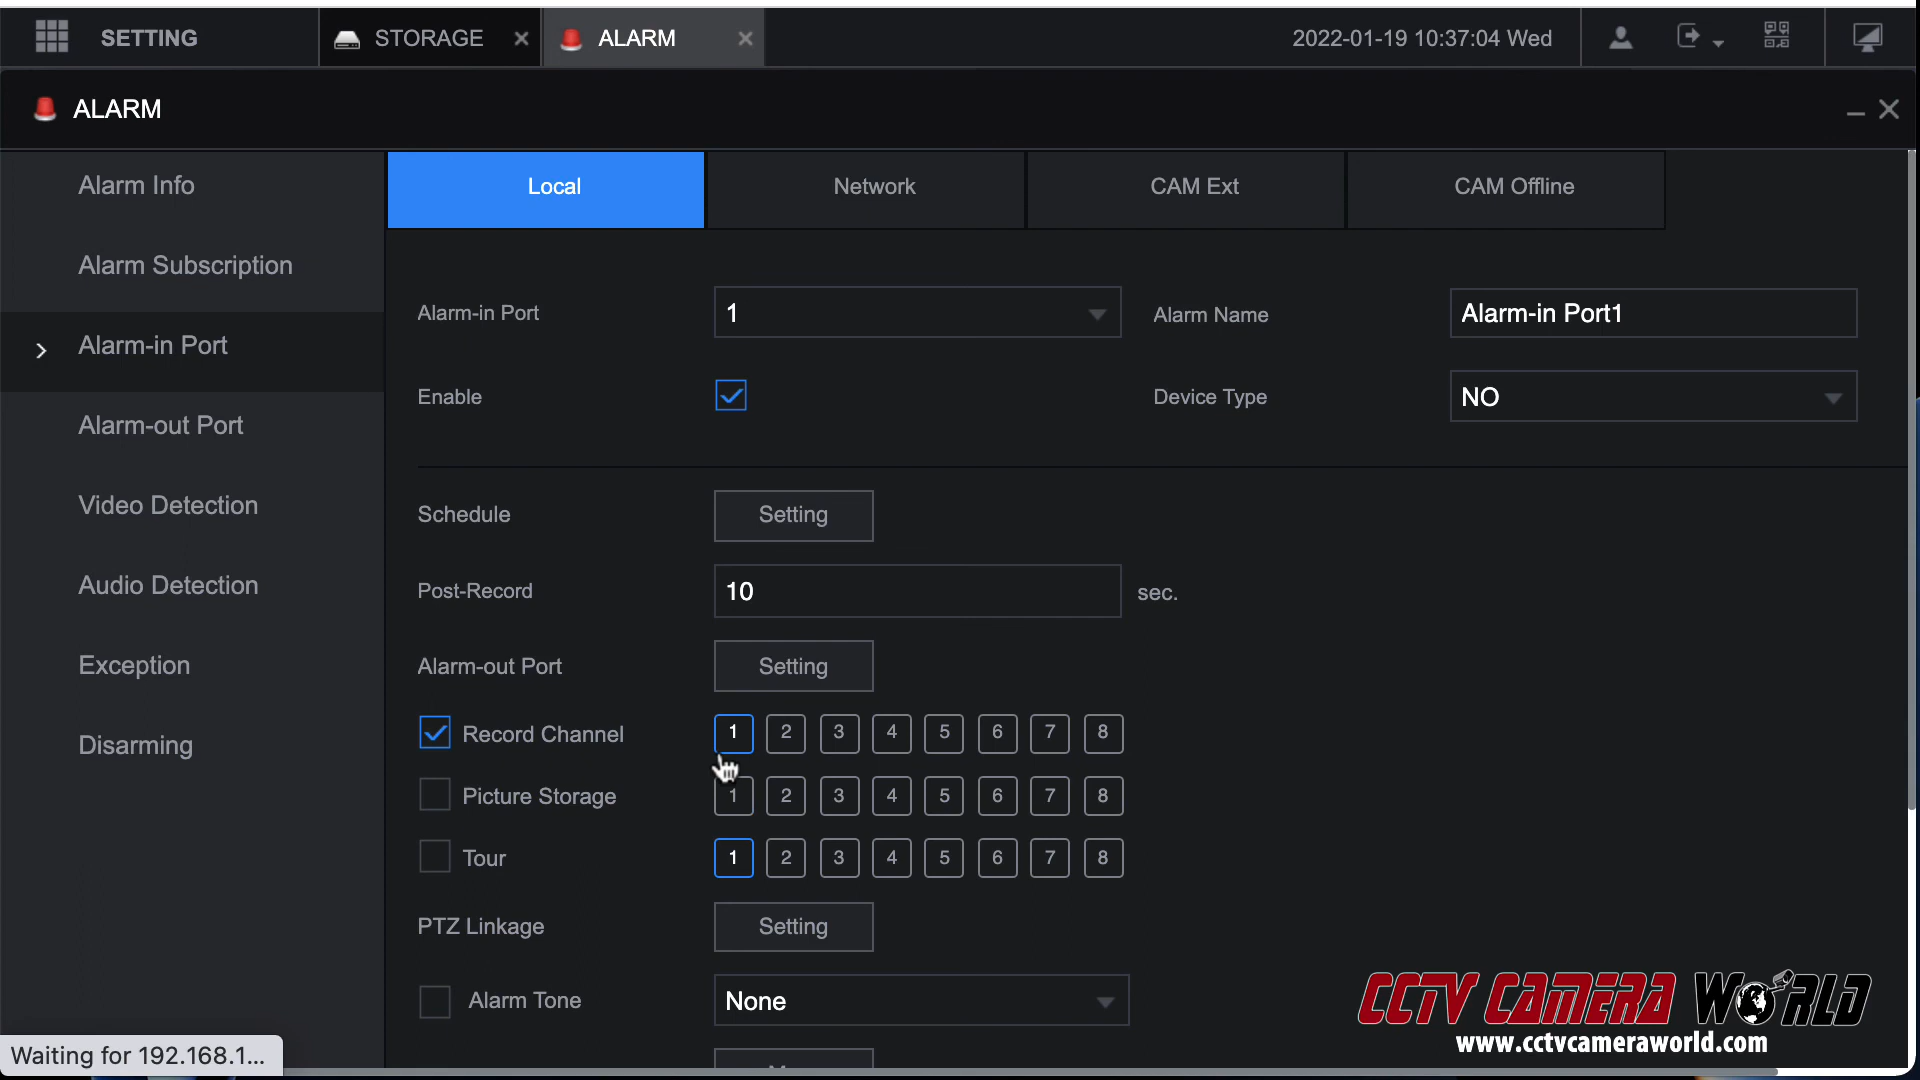 SETTING
STORAGE
ALARM
2022-01-19 10:37:04 Wed
ALARM
Alarm Info
Alarm Subscription
Alarm-in Port
Alarm-out Port
Video Detection
Audio Detection
Exception
Disarming
Local
Network
CAM Ext
CAM Offline
Alarm-in Port
1
Alarm Name
Alarm-in Port1
Enable
Device Type
NO
Schedule
Setting
Post-Record
10
sec.
Alarm-out Port
Setting
Record Channel
1 2 3 4 5 6 7 8
Picture Storage
1 2 3 4 5 6 7 8
Tour
1 2 3 4 5 6 7 8
PTZ Linkage
Setting
Alarm Tone
None
Waiting for 192.168.1...
CCTV CAMERA WORLD
www.cctvcameraworld.com